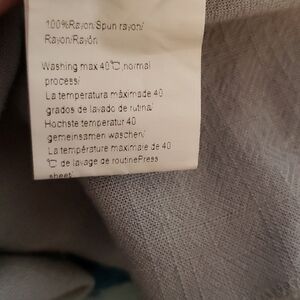 100%Rayon/Spun rayon/
Rayon/Rayón
Washing max 40℃ normal
process/
La temperatura máximade 40
grados de lavado de rutina/
Hochste temperatur 40
gemeinsamen waschen/
La température maximale de 40
℃ de lavage de routinePress
sheet/